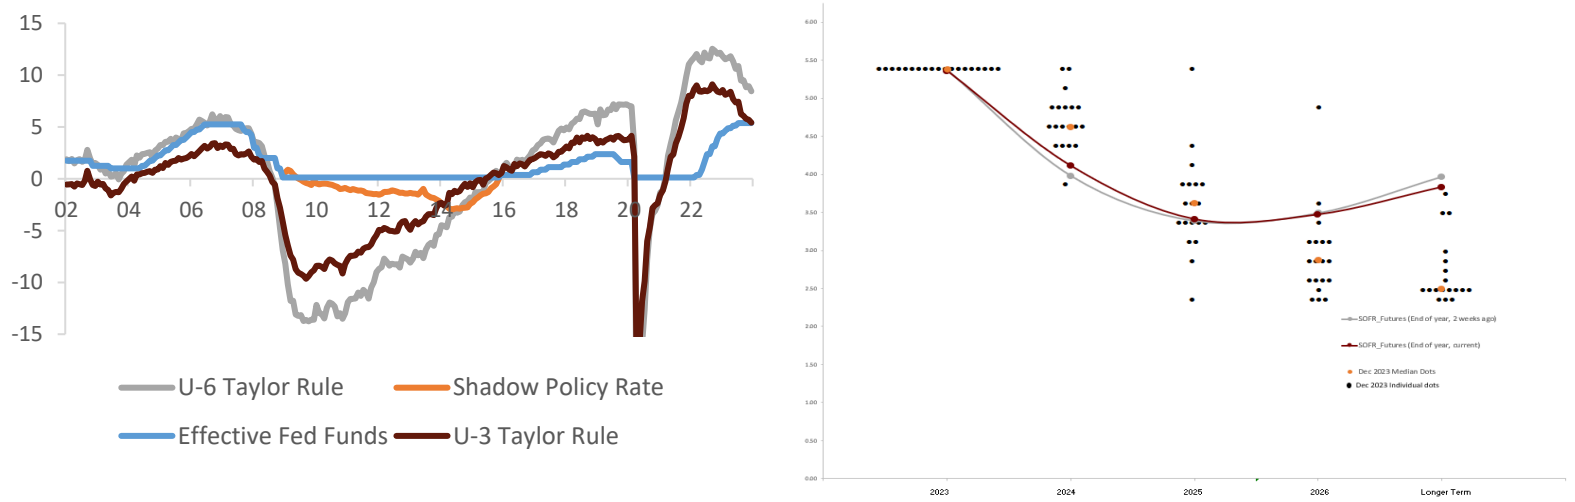 15
10
5
0
-5
-10
-15
02 04 06 08 10 12 14 16 18 20 22
U-6 Taylor Rule Shadow Policy Rate
Effective Fed Funds U-3 Taylor Rule
6.00
5.50
5.00
4.50
4.00
3.50
3.00
2.50
2.00
1.50
1.00
0.50
0.00
2023 2024 2025 2026 Longer Term
SOFR_Futures (End of year, 2 weeks ago)
SOFR_Futures (End of year, current)
Dec 2023 Median Dots
Dec 2023 Individual dots